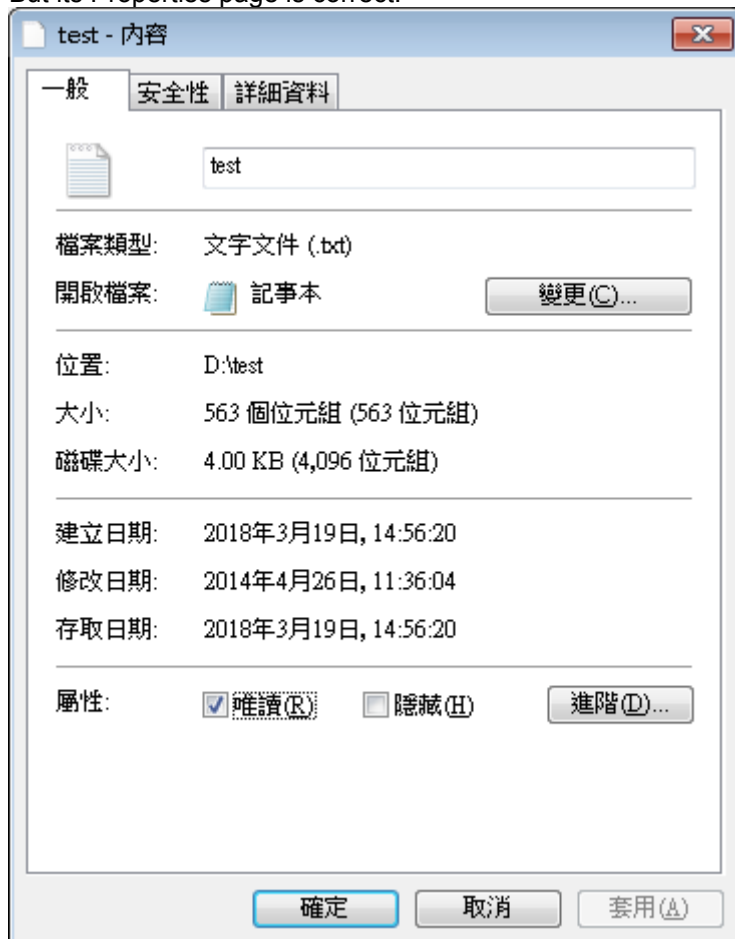 But its Properties page is correct.
test - 內容
一般 安全性 詳細資料
test
檔案類型: 文字文件 (.txt)
開啟檔案: 記事本 變更(C)...
位置: D:\test
大小: 563 個位元組 (563 位元組)
磁碟大小: 4.00 KB (4,096 位元組)
建立日期: 2018年3月19日, 14:56:20
修改日期: 2014年4月26日, 11:36:04
存取日期: 2018年3月19日, 14:56:20
屬性: 唯讀(R) 隱藏(H) 進階(D)...
確定 取消 套用(A)